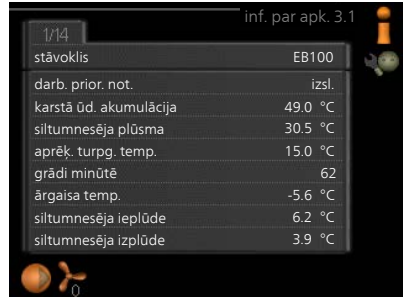 inf. par apk. 3.1
1/14
stāvoklis EB100
darb. prior. not. izsl.
karstā ūd. akumulācija 49.0 °C
siltumnesēja plūsma 30.5 °C
aprēķ. turpg. temp. 15.0 °C
grādi minūtē 62
ārgaisa temp. -5.6 °C
siltumnesēja ieplūde 6.2 °C
siltumnesēja izplūde 3.9 °C
0